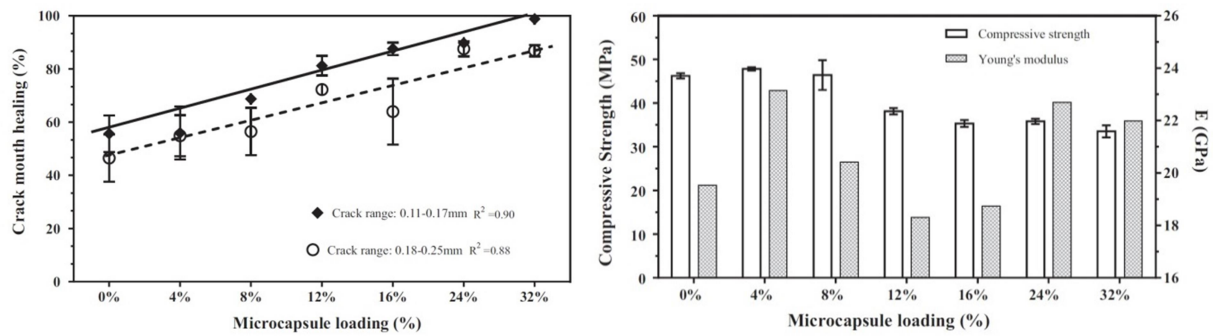 100
80
60
40
20
0
Crack mouth healing (%)
Crack range: 0.11-0.17mm R² =0.90
Crack range: 0.18-0.25mm R² =0.88
0% 4% 8% 12% 16% 24% 32%
Microcapsule loading (%)
60
50
40
30
20
10
0
Compressive Strength (MPa)
Compressive strength
Young's modulus
26
24
22
20
18
16
E (GPa)
0% 4% 8% 12% 16% 24% 32%
Microcapsule loading (%)